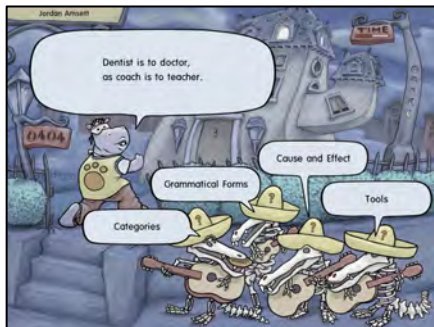 Jordan Amsett
TIME
Dentist is to doctor,
as coach is to teacher.
0404
Cause and Effect
Grammatical Forms
Tools
Categories
?
?
?
?